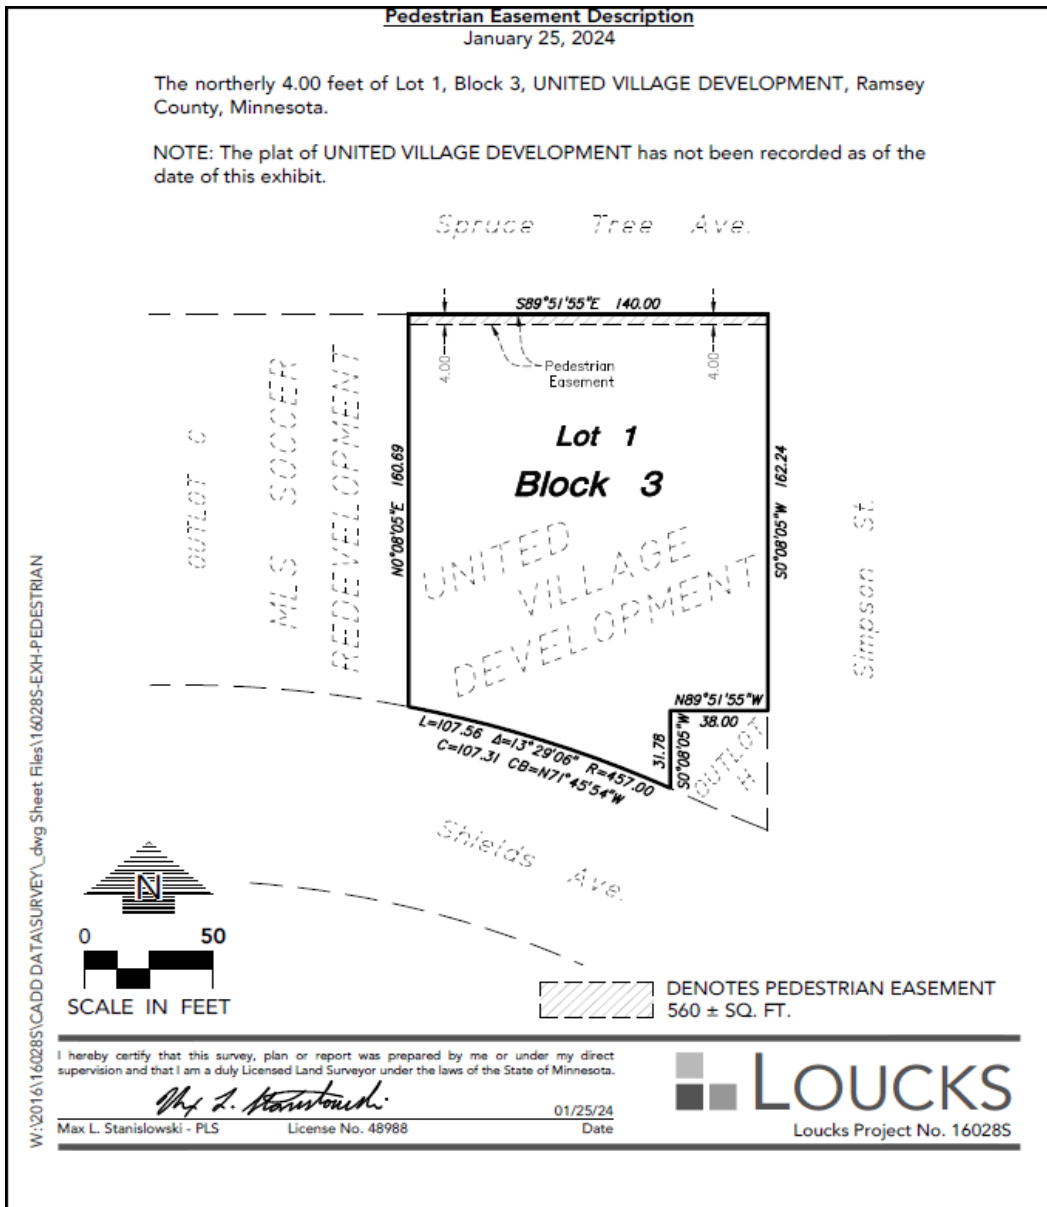 Pedestrian Easement Description
January 25, 2024
The northerly 4.00 feet of Lot 1, Block 3, UNITED VILLAGE DEVELOPMENT, Ramsey
County, Minnesota.
NOTE: The plat of UNITED VILLAGE DEVELOPMENT has not been recorded as of the
date of this exhibit.
Spruce Tree Ave.
S89°51'55"E 140.00
4.00
4.00
Pedestrian
Easement
Lot 1
Block 3
OUTLOT C
MLS SOCCER
REDEVELOPMENT
N0°08'05"E 160.69
S0°08'05"W 162.24
Simpson St.
UNITED
VILLAGE
DEVELOPMENT
N89°51'55"W
38.00
31.78
S0°08'05"W
OUTLOT
H
L=107.56 Δ=13°29'06" R=457.00
C=107.31 CB=N71°45'54"W
Shields Ave.
W:\2016\16028S\CADD DATA\SURVEY\_dwg Sheet Files\16028S-EXH-PEDESTRIAN
N
0 50
SCALE IN FEET
DENOTES PEDESTRIAN EASEMENT
560 ± SQ. FT.
I hereby certify that this survey, plan or report was prepared by me or under my direct
supervision and that I am a duly Licensed Land Surveyor under the laws of the State of Minnesota.
Max L. Stanislowski
01/25/24
Max L. Stanislowski - PLS License No. 48988 Date
LOUCKS
Loucks Project No. 16028S